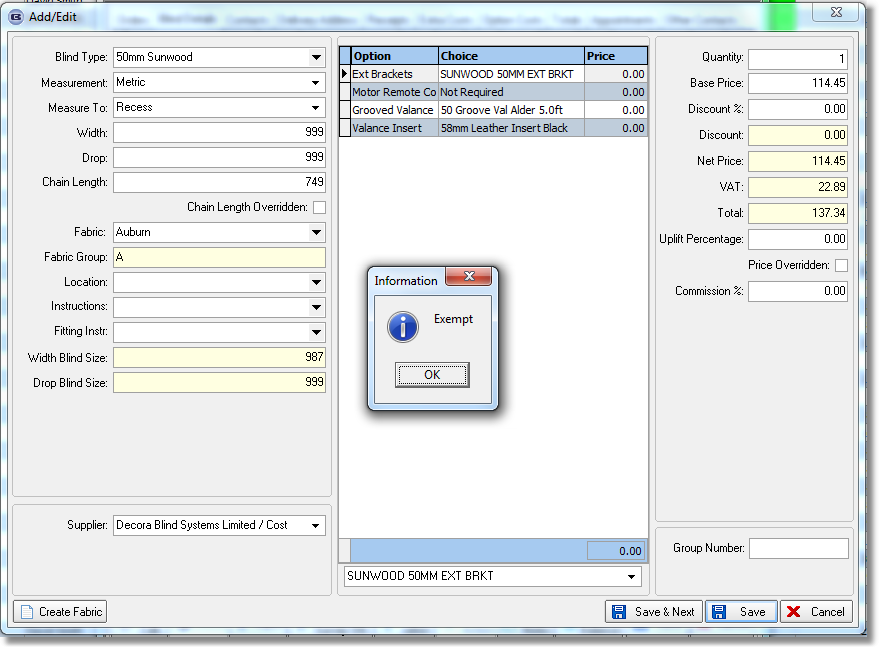 Add/Edit
Blind Type: 50mm Sunwood
Measurement: Metric
Measure To: Recess
Width: 999
Drop: 999
Chain Length: 749
Chain Length Overridden:
Fabric: Auburn
Fabric Group: A
Location:
Instructions:
Fitting Instr:
Width Blind Size: 987
Drop Blind Size: 999
Supplier: Decora Blind Systems Limited / Cost
Create Fabric
Option Choice Price
Ext Brackets SUNWOOD 50MM EXT BRKT 0.00
Motor Remote Co Not Required 0.00
Grooved Valance 50 Groove Val Alder 5.0ft 0.00
Valance Insert 58mm Leather Insert Black 0.00
Information
Exempt
OK
0.00
SUNWOOD 50MM EXT BRKT
Quantity: 1
Base Price: 114.45
Discount %: 0.00
Discount: 0.00
Net Price: 114.45
VAT: 22.89
Total: 137.34
Uplift Percentage: 0.00
Price Overridden:
Commission %: 0.00
Group Number:
Save & Next
Save
Cancel